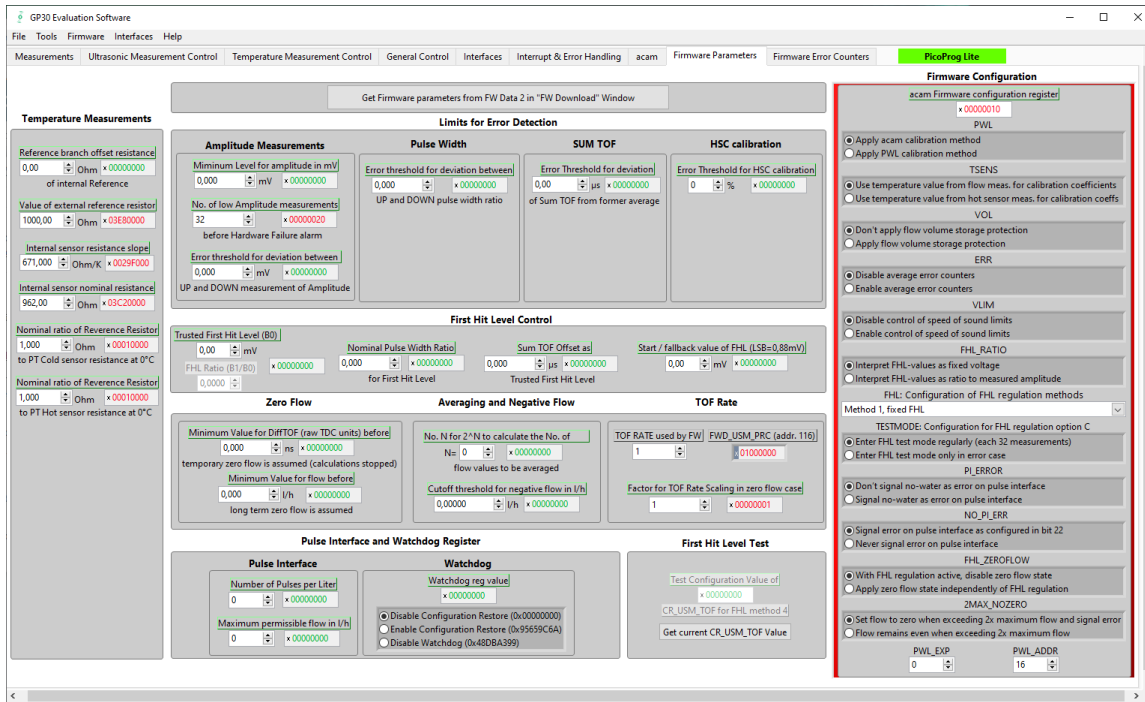 GP30 Evaluation Software
File Tools Firmware Interfaces Help
Measurements Ultrasonic Measurement Control Temperature Measurement Control General Control Interfaces Interrupt & Error Handling acam Firmware Parameters Firmware Error Counters PicoProg Lite
Get Firmware parameters from FW Data 2 in "FW Download" Window
Temperature Measurements
Reference branch offset resistance
0,00 Ohm x 00000000
of internal Reference
Value of external reference resistor
1000,00 Ohm x 03E80000
Internal sensor resistance slope
671,000 Ohm/K x 0029F000
Internal sensor nominal resistance
962,00 Ohm x 03C20000
Nominal ratio of Reverence Resistor
1,000 x 00010000
to PT Cold sensor resistance at 0°C
Nominal ratio of Reverence Resistor
1,000 x 00010000
to PT Hot sensor resistance at 0°C
Limits for Error Detection
Amplitude Measurements
Miminum Level for amplitude in mV
0,000 mV x 00000000
No. of low Amplitude measurements
32 x 00000020
before Hardware Failure alarm
Error threshold for deviation between
0,000 mV x 00000000
UP and DOWN measurement of Amplitude
Pulse Width
Error threshold for deviation between
0,000 x 00000000
UP and DOWN pulse width ratio
SUM TOF
Error Threshold for deviation
0,00 µs x 00000000
of Sum TOF from former average
HSC calibration
Error Threshold for HSC calibration
0 % x 00000000
First Hit Level Control
Trusted First Hit Level (B0)
0,00 mV
FHL Ratio (B1/B0) x 00000000
0,0000
Nominal Pulse Width Ratio
0,000 x 00000000
for First Hit Level
Sum TOF Offset as
0,000 µs x 00000000
Trusted First Hit Level
Start / fallback value of FHL (LSB=0,88mV)
0,00 mV x 00000000
Zero Flow
Minimum Value for DiffTOF (raw TDC units) before
0,000 ns x 00000000
temporary zero flow is assumed (calculations stopped)
Minimum Value for flow before
0,000 l/h x 00000000
long term zero flow is assumed
Averaging and Negative Flow
No. N for 2^N to calculate the No. of
N= 0 x 00000000
flow values to be averaged
Cutoff threshold for negative flow in l/h
0,00000 l/h x 00000000
TOF Rate
TOF RATE used by FW FWD_USM_PRC (addr. 116)
1 x 01000000
Factor for TOF Rate Scaling in zero flow case
1 x 00000001
Pulse Interface and Watchdog Register
Pulse Interface
Number of Pulses per Liter
0 x 00000000
Maximum permissible flow in l/h
0 x 00000000
Watchdog
Watchdog reg value
x 00000000
Disable Configuration Restore (0x00000000)
Enable Configuration Restore (0x95659C6A)
Disable Watchdog (0x48DBA399)
First Hit Level Test
Test Configuration Value of
x 00000000
CR_USM_TOF for FHL method 4
Get current CR_USM_TOF Value
Firmware Configuration
acam Firmware configuration register
x 00000010
PWL
Apply acam calibration method
Apply PWL calibration method
TSENS
Use temperature value from flow meas. for calibration coefficients
Use temperature value from hot sensor meas. for calibration coeffs
VOL
Don't apply flow volume storage protection
Apply flow volume storage protection
ERR
Disable average error counters
Enable average error counters
VLIM
Disable control of speed of sound limits
Enable control of speed of sound limits
FHL_RATIO
Interpret FHL-values as fixed voltage
Interpret FHL-values as ratio to measured amplitude
FHL: Configuration of FHL regulation methods
Method 1, fixed FHL
TESTMODE: Configuration for FHL regulation option C
Enter FHL test mode regularly (each 32 measurements)
Enter FHL test mode only in error case
PI_ERROR
Don't signal no-water as error on pulse interface
Signal no-water as error on pulse interface
NO_PI_ERR
Signal error on pulse interface as configured in bit 22
Never signal error on pulse interface
FHL_ZEROFLOW
With FHL regulation active, disable zero flow state
Apply zero flow state independently of FHL regulation
2MAX_NOZERO
Set flow to zero when exceeding 2x maximum flow and signal error
Flow remains even when exceeding 2x maximum flow
PWL_EXP PWL_ADDR
0 16